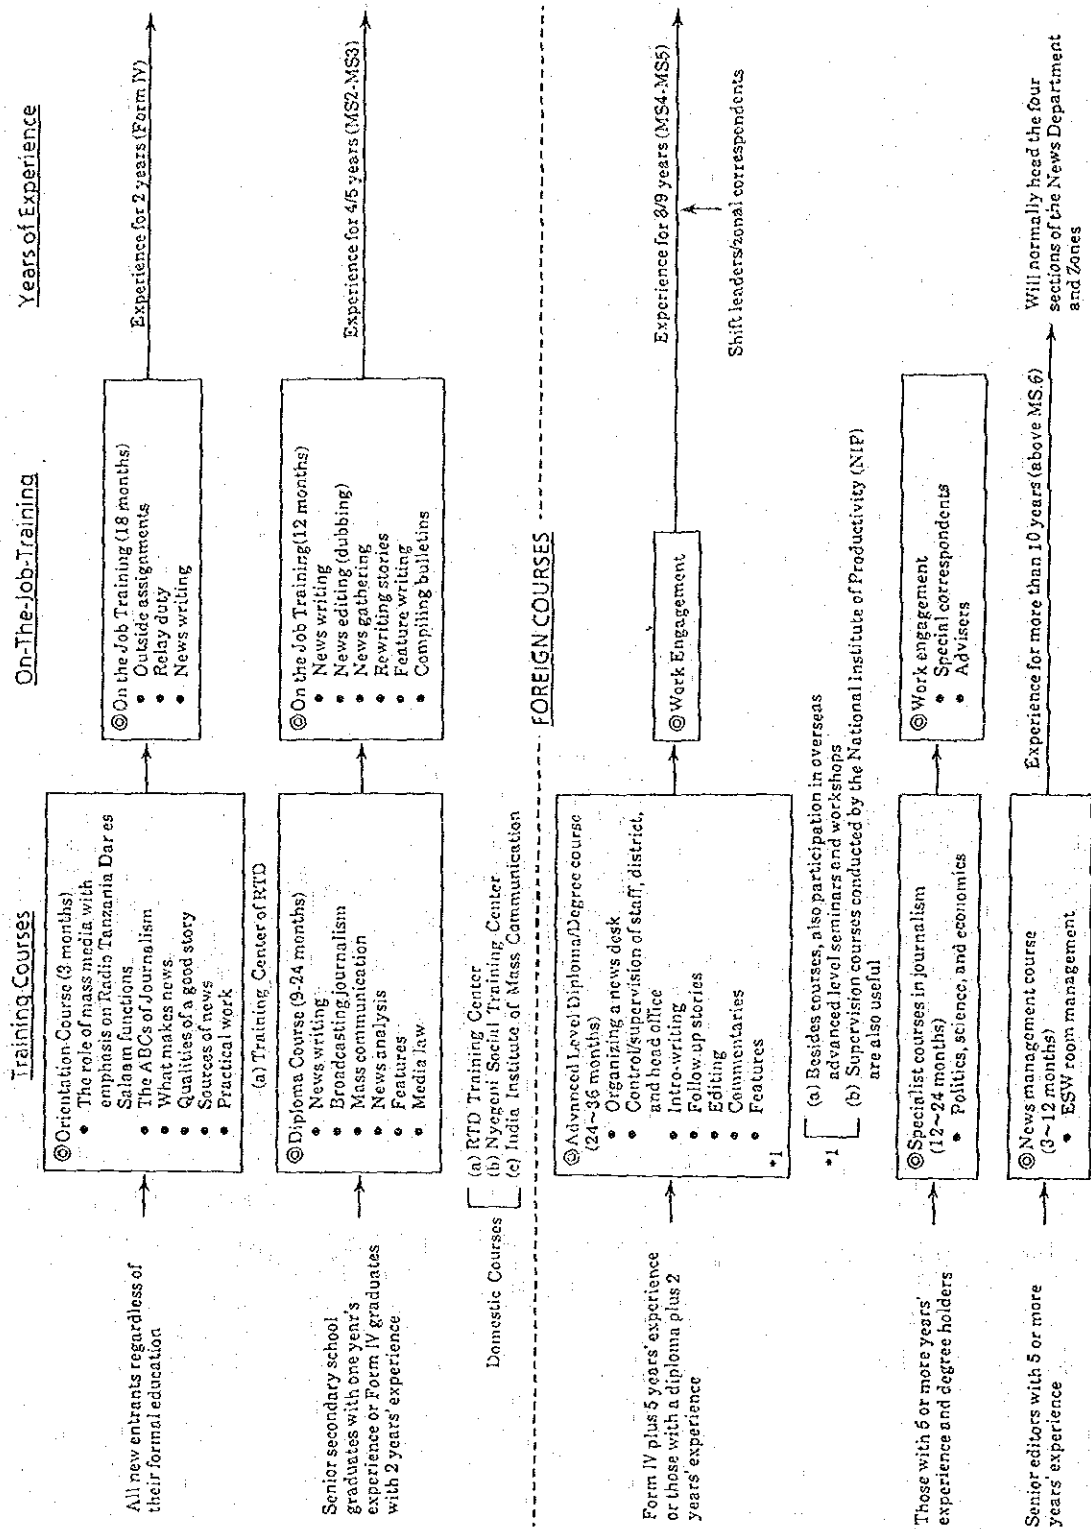 Training Courses
On-The-Job-Training
Years of Experience
All new entrants regardless of
their formal education
◎Orientation Course (3 months)
• The role of mass media with
emphasis on Radio Tanzania Dar es
Salaam functions
• The ABCs of Journalism
• What makes news
• Qualities of a good story
• Sources of news
• Practical work
(a) Training Center of RTD
◎On the Job Training (18 months)
• Outside assignments
• Relay duty
• News writing
Experience for 2 years (Form IV)
Senior secondary school
graduates with one year's
experience or Form IV graduates
with 2 years' experience
◎Diploma Course (9-24 months)
• News writing
• Broadcasting journalism
• Mass communication
• News analysis
• Features
• Media law
◎On the Job Training (12 months)
• News writing
• News editing (dubbing)
• News gathering
• Rewriting stories
• Feature writing
• Compiling bulletins
Experience for 4/5 years (MS2-MS3)
Domestic Courses
(a) RTD Training Center
(b) Nyegeni Social Training Center
(c) India Institute of Mass Communication
FOREIGN COURSES
Form IV plus 5 years' experience
or those with a diploma plus 2
years' experience
◎Advanced Level Diploma/Degree course
(24~36 months)
• Organizing a news desk
• Control/supervision of staff, district,
and head office
• Intro-writing
• Follow up stories
• Editing
• Commentaries
• Features
*1
◎Work Engagement
Experience for 8/9 years (MS4-MS5)
Shift leaders/zonal correspondents
*1
(a) Besides courses, also participation in overseas
advanced level seminars and workshops
(b) Supervision courses conducted by the National Institute of Productivity (NIP)
are also useful
Those with 5 or more years'
experience and degree holders
◎Specialist courses in journalism
(12~24 months)
• Politics, science, and economics
◎Work engagement
• Special correspondents
• Advisers
Senior editors with 5 or more
years' experience
◎News management course
(3~12 months)
• ESW room management
Experience for more than 10 years (above MS.6)
Will normally head the four
sections of the News Department
and Zones